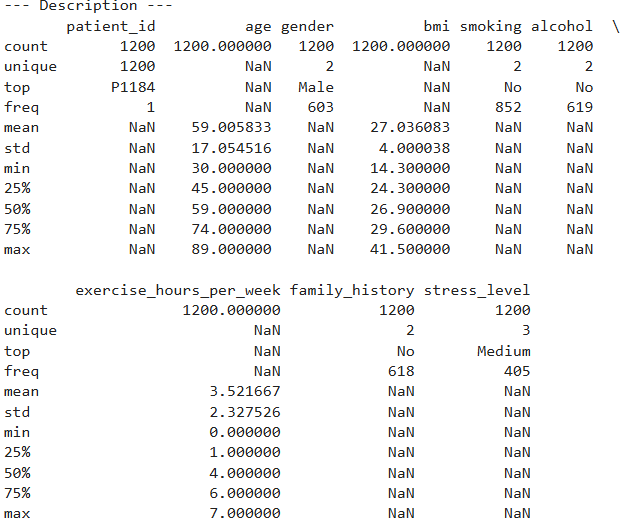 --- Description ---
patient_id age gender bmi smoking alcohol \
count 1200 1200.000000 1200 1200.000000 1200 1200
unique 1200 NaN 2 NaN 2 2
top P1184 NaN Male NaN No No
freq 1 NaN 603 NaN 852 619
mean NaN 59.005833 NaN 27.036083 NaN NaN
std NaN 17.054516 NaN 4.000038 NaN NaN
min NaN 30.000000 NaN 14.300000 NaN NaN
25% NaN 45.000000 NaN 24.300000 NaN NaN
50% NaN 59.000000 NaN 26.900000 NaN NaN
75% NaN 74.000000 NaN 29.600000 NaN NaN
max NaN 89.000000 NaN 41.500000 NaN NaN
exercise_hours_per_week family_history stress_level
count 1200.000000 1200 1200
unique NaN 2 3
top NaN No Medium
freq NaN 618 405
mean 3.521667 NaN NaN
std 2.327526 NaN NaN
min 0.000000 NaN NaN
25% 1.000000 NaN NaN
50% 4.000000 NaN NaN
75% 6.000000 NaN NaN
max 7.000000 NaN NaN